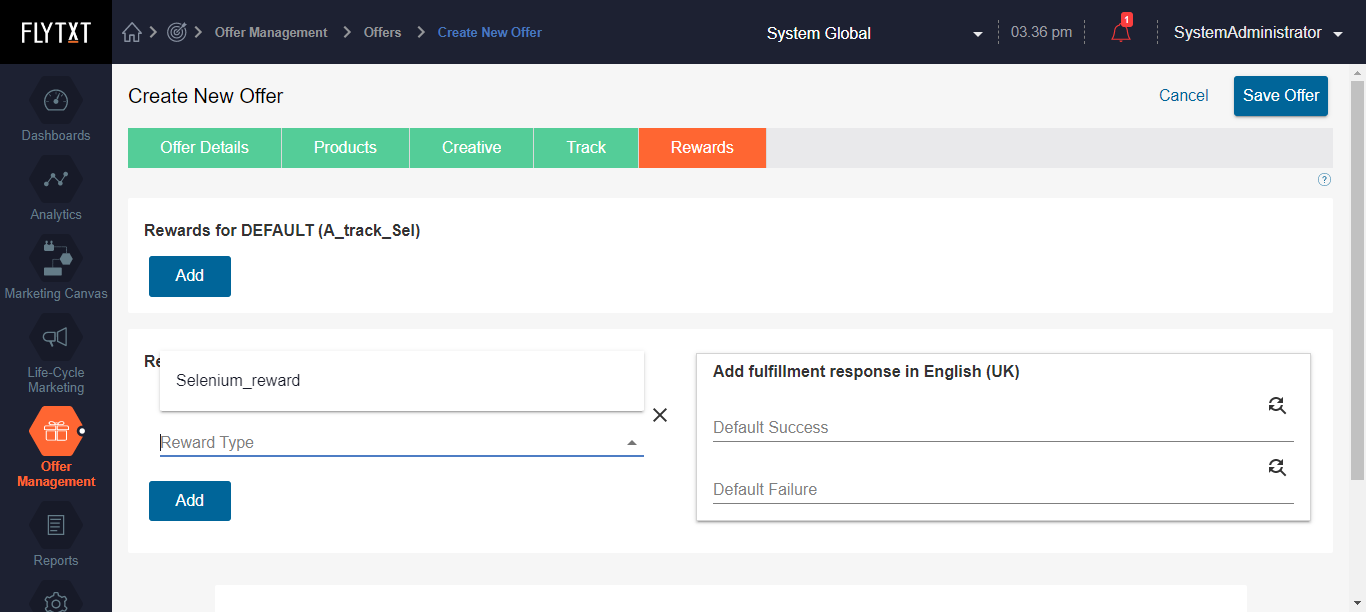 FLYTXT
Offer Management
Offers
Create New Offer
System Global
03.36 pm
1
SystemAdministrator
Dashboards
Analytics
Marketing Canvas
Life-Cycle
Marketing
Offer
Management
Reports
Create New Offer
Cancel
Save Offer
Offer Details
Products
Creative
Track
Rewards
?
Rewards for DEFAULT (A_track_Sel)
Add
Selenium_reward
Reward Type
Add
Add fulfillment response in English (UK)
Default Success
Default Failure